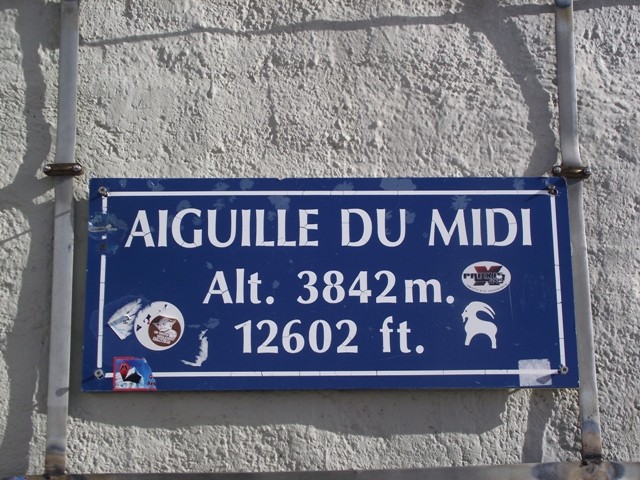 AIGUILLE DU MIDI
Alt. 3842 m.
12602 ft.